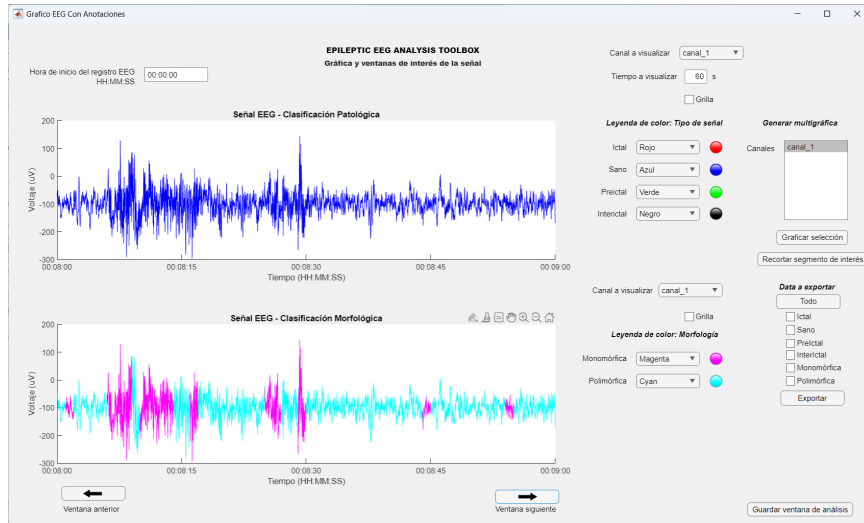 Grafico EEG Con Anotaciones
EPILEPTIC EEG ANALYSIS TOOLBOX
Gráfica y ventanas de interés de la señal
Hora de inicio del registro EEG
HH:MM:SS
00:00:00
Canal a visualizar
canal_1
Tiempo a visualizar
60
s
Grilla
Señal EEG - Clasificación Patológica
200
100
0
-100
-200
-300
Voltaje (uV)
00:08:00
00:08:15
00:08:30
00:08:45
00:09:00
Tiempo (HH:MM:SS)
Leyenda de color: Tipo de señal
Ictal
Rojo
Sano
Azul
Preictal
Verde
Interictal
Negro
Generar multigráfica
Canales
canal_1
Graficar selección
Recortar segmento de interés
Señal EEG - Clasificación Morfológica
200
100
0
-100
-200
-300
Voltaje (uV)
00:08:00
00:08:15
00:08:30
00:08:45
00:09:00
Tiempo (HH:MM:SS)
Canal a visualizar
canal_1
Grilla
Leyenda de color: Morfología
Monomórfica
Magenta
Polimórfica
Cyan
Data a exportar
Todo
Ictal
Sano
PreIctal
InterIctal
Monomórfica
Polimórfica
Exportar
Ventana anterior
Ventana siguiente
Guardar ventana de análisis